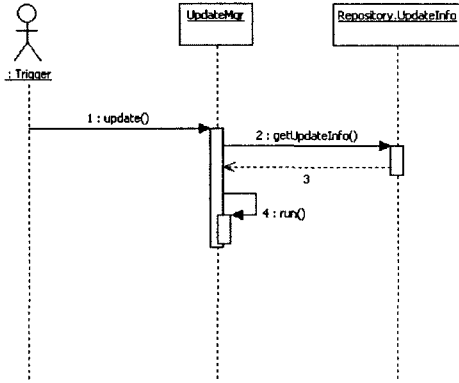 UpdateMgr
Repository.UpdateInfo
: Trigger
1 : update()
2 : getUpdateInfo()
3
4 : run()